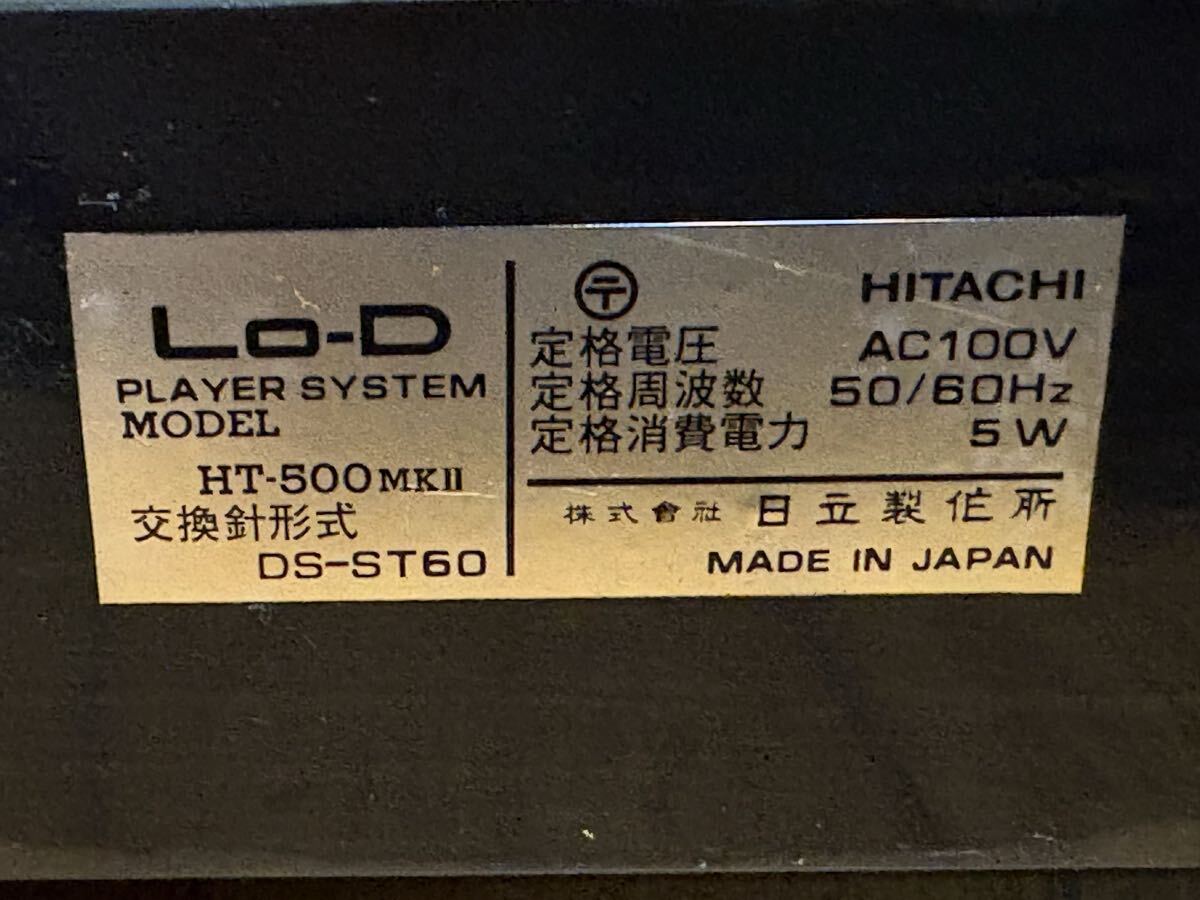 Lo-D
PLAYER SYSTEM
MODEL
HT-500 MKII
交換針形式
DS-ST60
〒 HITACHI
定格電圧 AC100V
定格周波数 50/60Hz
定格消費電力 5W
株式會社 日立製作所
MADE IN JAPAN